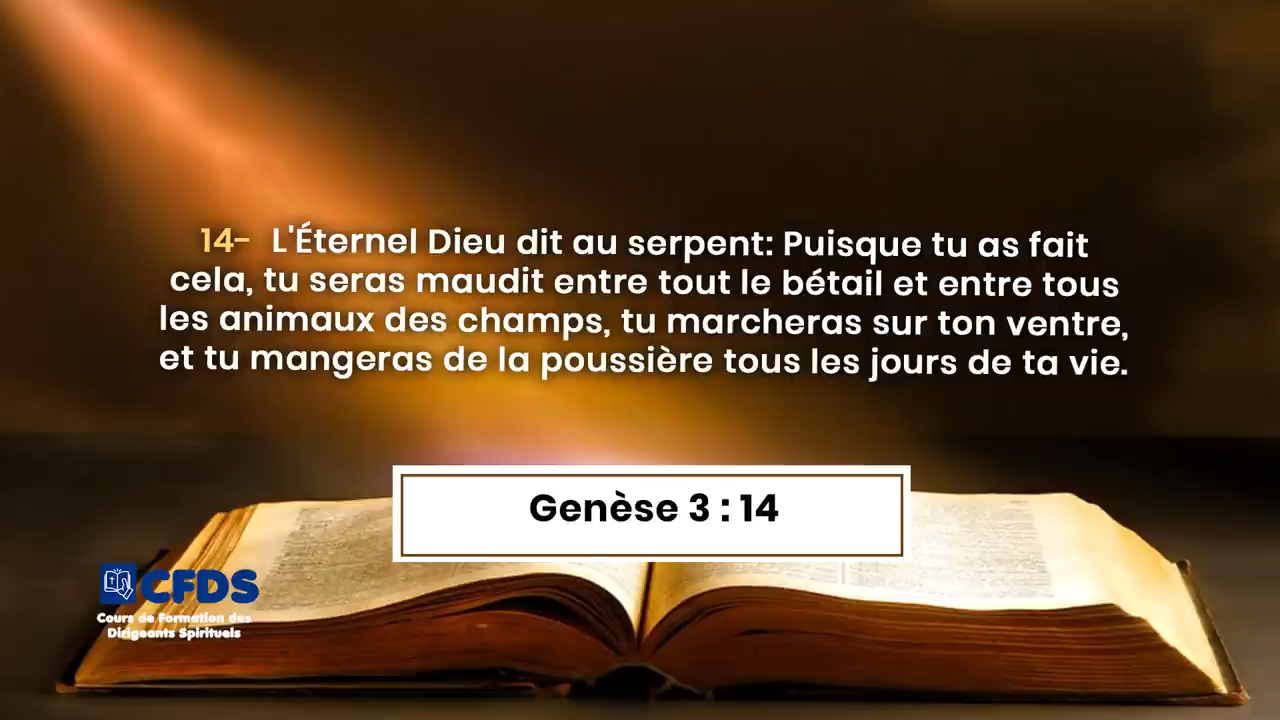 14- L'Éternel Dieu dit au serpent: Puisque tu as fait
cela, tu seras maudit entre tout le bétail et entre tous
les animaux des champs, tu marcheras sur ton ventre,
et tu mangeras de la poussière tous les jours de ta vie.
Genèse 3 : 14
CFDS
Cours de Formation des
Dirigeants Spirituels